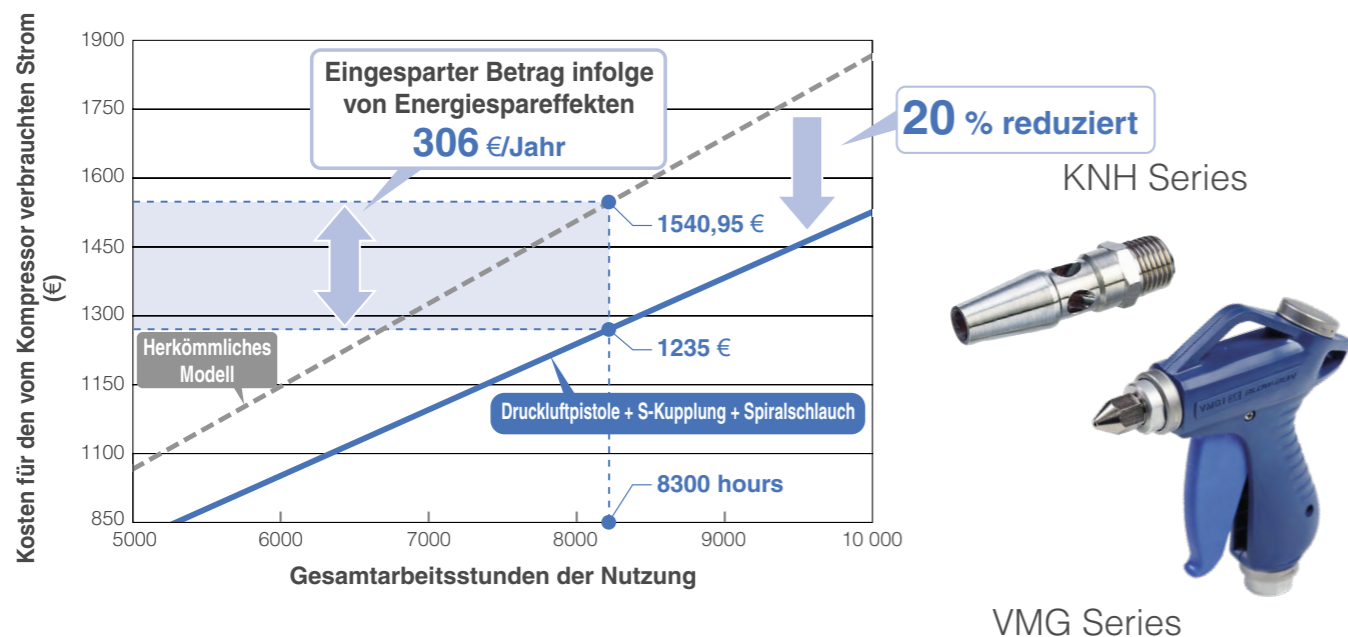 Kosten für den vom Kompressor verbrauchten Strom
(€)
1900
1750
1600
1450
1300
1150
1100
850
5000
6000
7000
8000
9000
10 000
Gesamtarbeitsstunden der Nutzung
Eingesparter Betrag infolge
von Energiespareffekten
306 €/Jahr
20 % reduziert
1540,95 €
1235 €
8300 hours
Herkömmliches
Modell
Druckluftpistole + S-Kupplung + Spiralschlauch
KNH Series
VMG Series